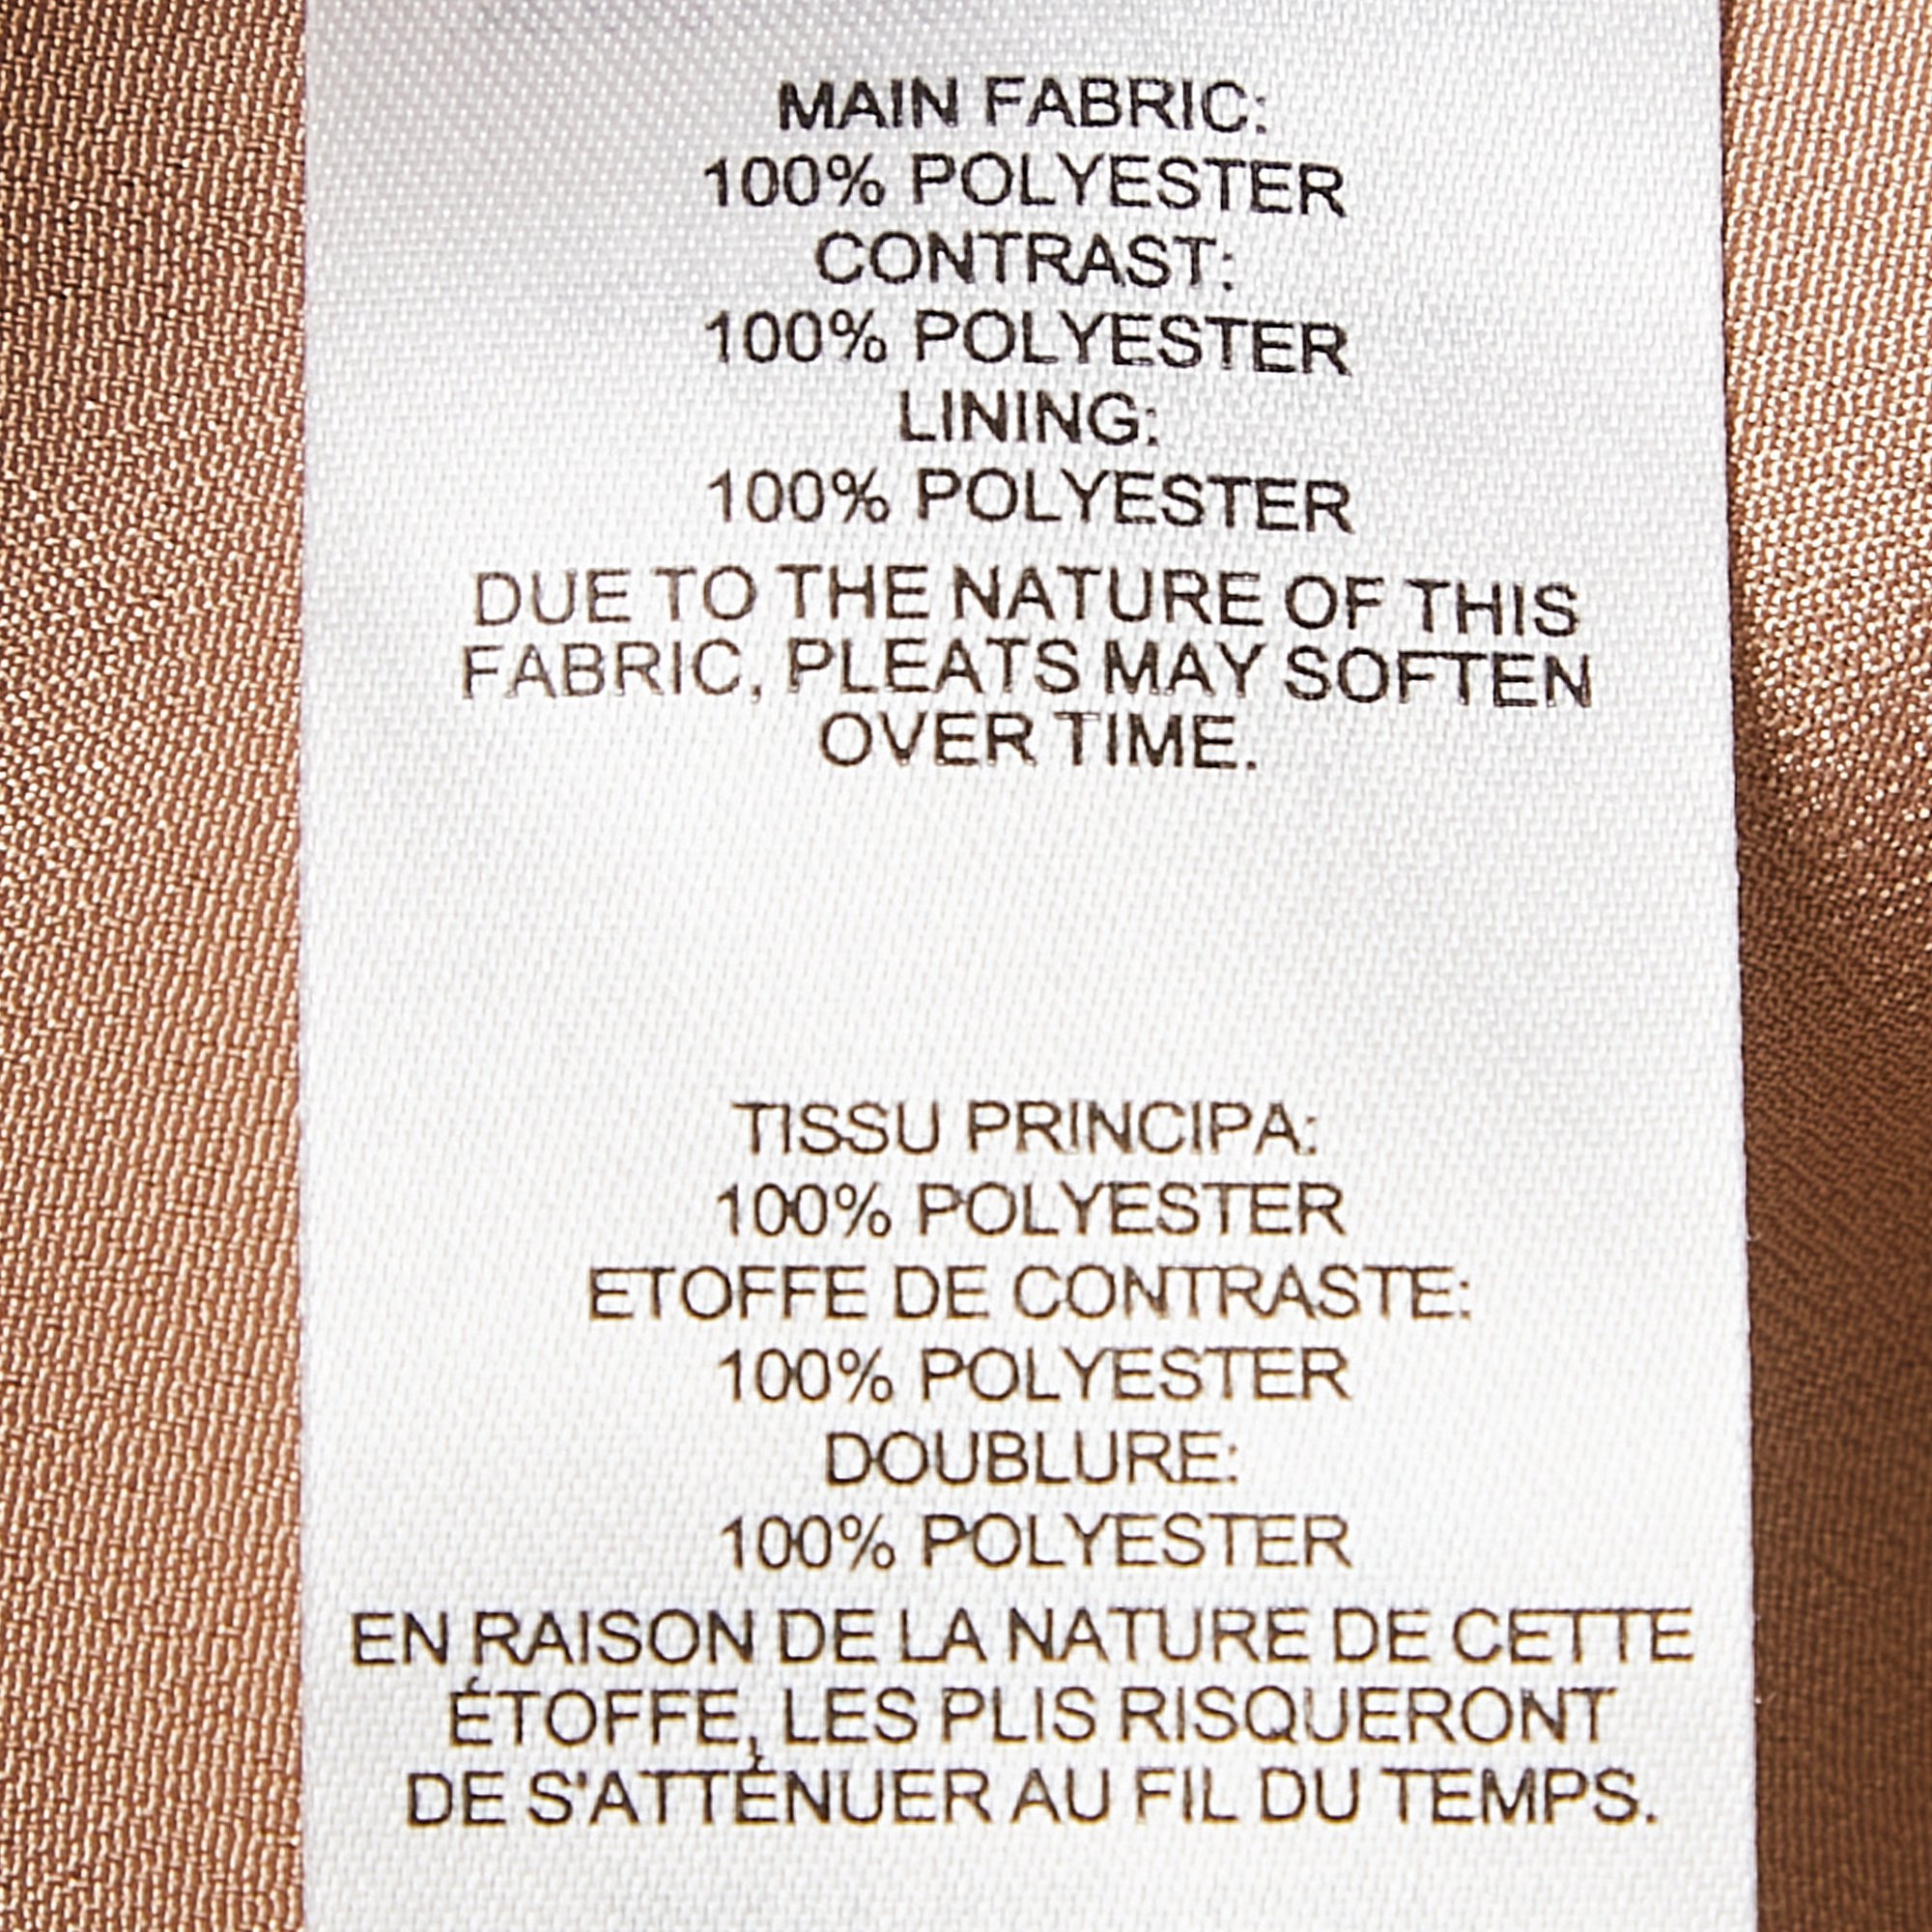 MAIN FABRIC:
100% POLYESTER
CONTRAST:
100% POLYESTER
LINING:
100% POLYESTER
DUE TO THE NATURE OF THIS
FABRIC, PLEATS MAY SOFTEN
OVER TIME.
TISSU PRINCIPA:
100% POLYESTER
ETOFFE DE CONTRASTE:
100% POLYESTER
DOUBLURE:
100% POLYESTER
EN RAISON DE LA NATURE DE CETTE
ÉTOFFE, LES PLIS RISQUERONT
DE S'ATTÉNUER AU FIL DU TEMPS.